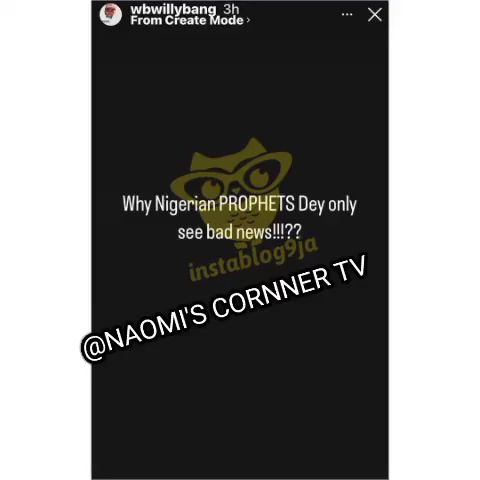 wbwillybang 3h
From Create Mode ›
Why Nigerian PROPHETS Dey only
see bad news!!!??
instablog9ja
@NAOMI'S CORNNER TV